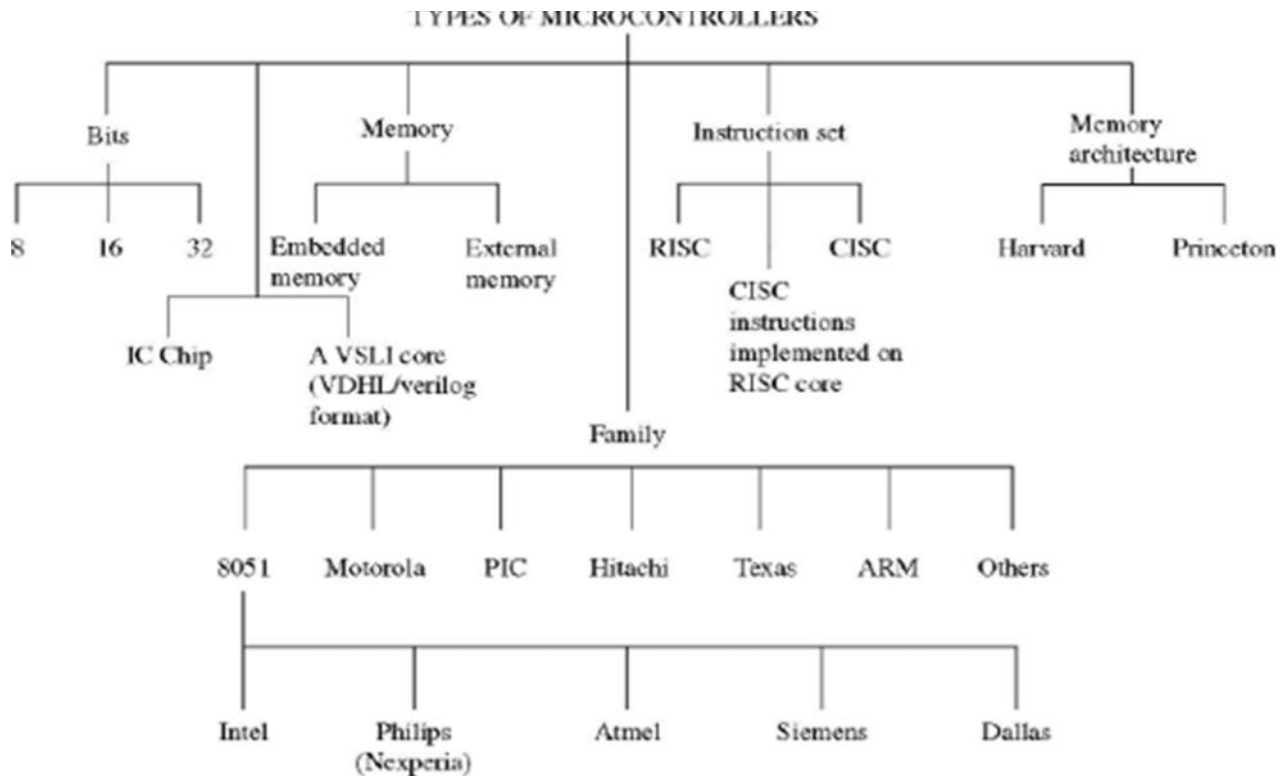 TYPES OF MICROCONTROLLERS
Bits
Memory
Instruction set
Memory
architecture
8
16
32
Embedded
memory
External
memory
RISC
CISC
CISC
instructions
implemented on
RISC core
Harvard
Princeton
IC Chip
A VSLI core
(VDHL/verilog
format)
Family
8051
Motorola
PIC
Hitachi
Texas
ARM
Others
Intel
Philips
(Nexperia)
Atmel
Siemens
Dallas